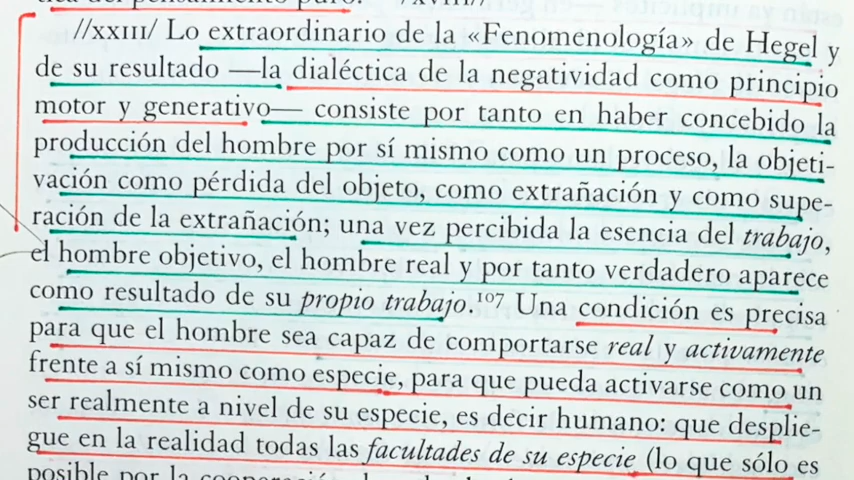 //XXIII/ Lo extraordinario de la «Fenomenología» de Hegel y
de su resultado —la dialéctica de la negatividad como principio
motor y generativo— consiste por tanto en haber concebido la
producción del hombre por sí mismo como un proceso, la objeti-
vación como pérdida del objeto, como extrañación y como supe-
ración de la extrañación; una vez percibida la esencia del trabajo,
el hombre objetivo, el hombre real y por tanto verdadero aparece
como resultado de su propio trabajo.107 Una condición es precisa
para que el hombre sea capaz de comportarse real y activamente
frente a sí mismo como especie, para que pueda activarse como un
ser realmente a nivel de su especie, es decir humano: que desplie-
gue en la realidad todas las facultades de su especie (lo que sólo es
posible por la